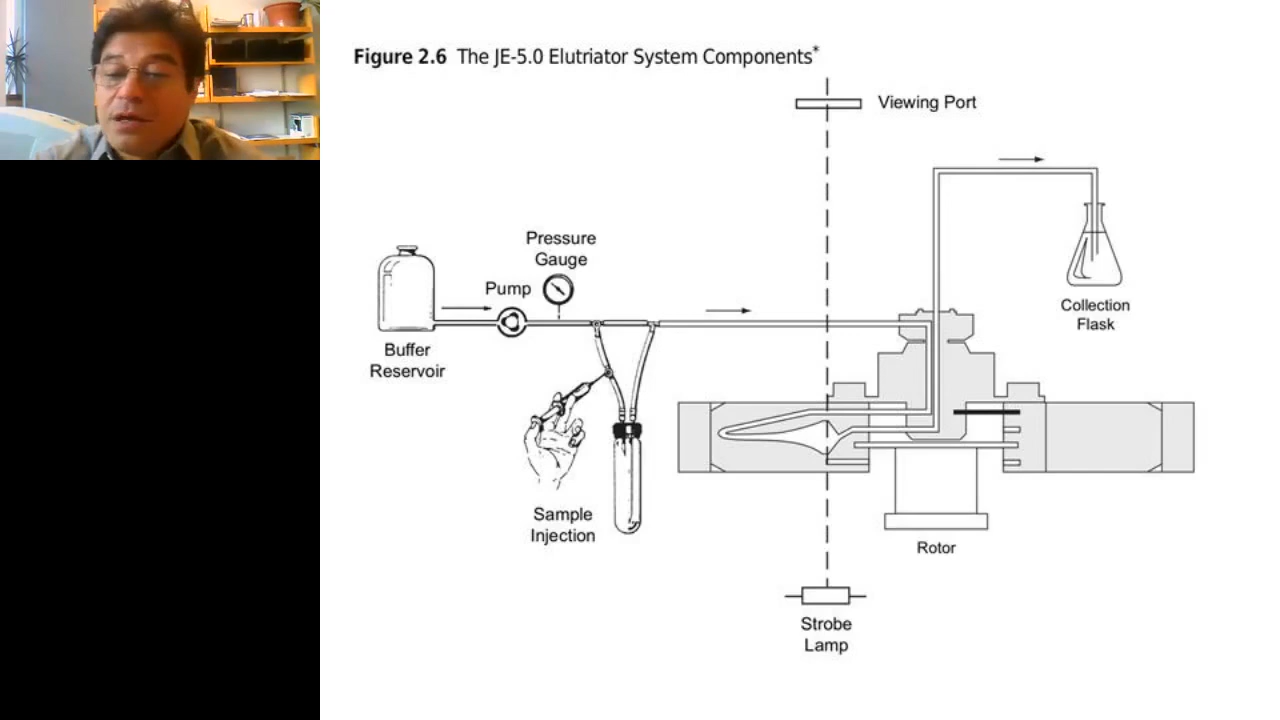 Figure 2.6 The JE-5.0 Elutriator System Components*
Viewing Port
Pressure
Gauge
Pump
Collection
Flask
Buffer
Reservoir
Sample
Injection
Rotor
Strobe
Lamp